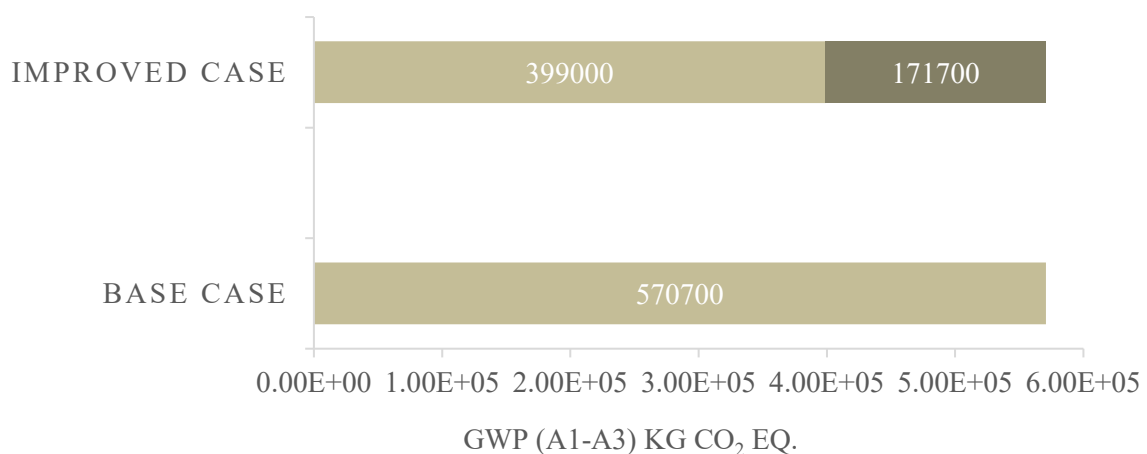 IMPROVED CASE
399000
171700
BASE CASE
570700
0.00E+00 1.00E+05 2.00E+05 3.00E+05 4.00E+05 5.00E+05 6.00E+05
GWP (A1-A3) KG CO₂ EQ.